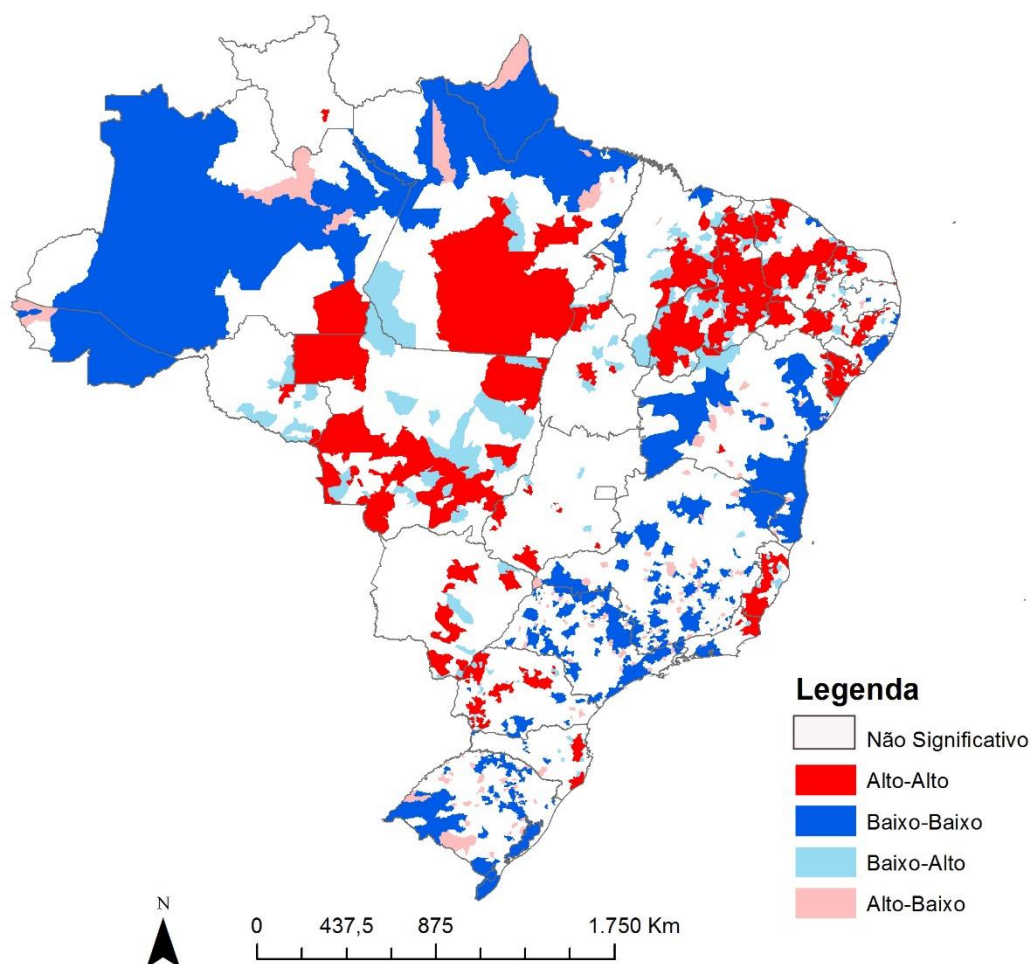 Legenda
Não Significativo
Alto-Alto
Baixo-Baixo
Baixo-Alto
Alto-Baixo
N
0 437,5 875 1.750 Km